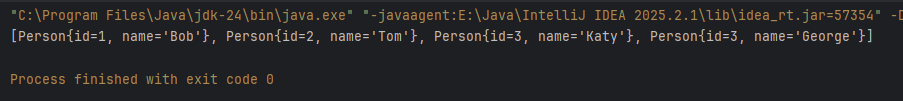 "C:\Program Files\Java\jdk-24\bin\java.exe" "-javaagent:E:\Java\IntelliJ IDEA 2025.2.1\lib\idea_rt.jar=57354" -D
[Person{id=1, name='Bob'}, Person{id=2, name='Tom'}, Person{id=3, name='Katy'}, Person{id=3, name='George'}]
Process finished with exit code 0